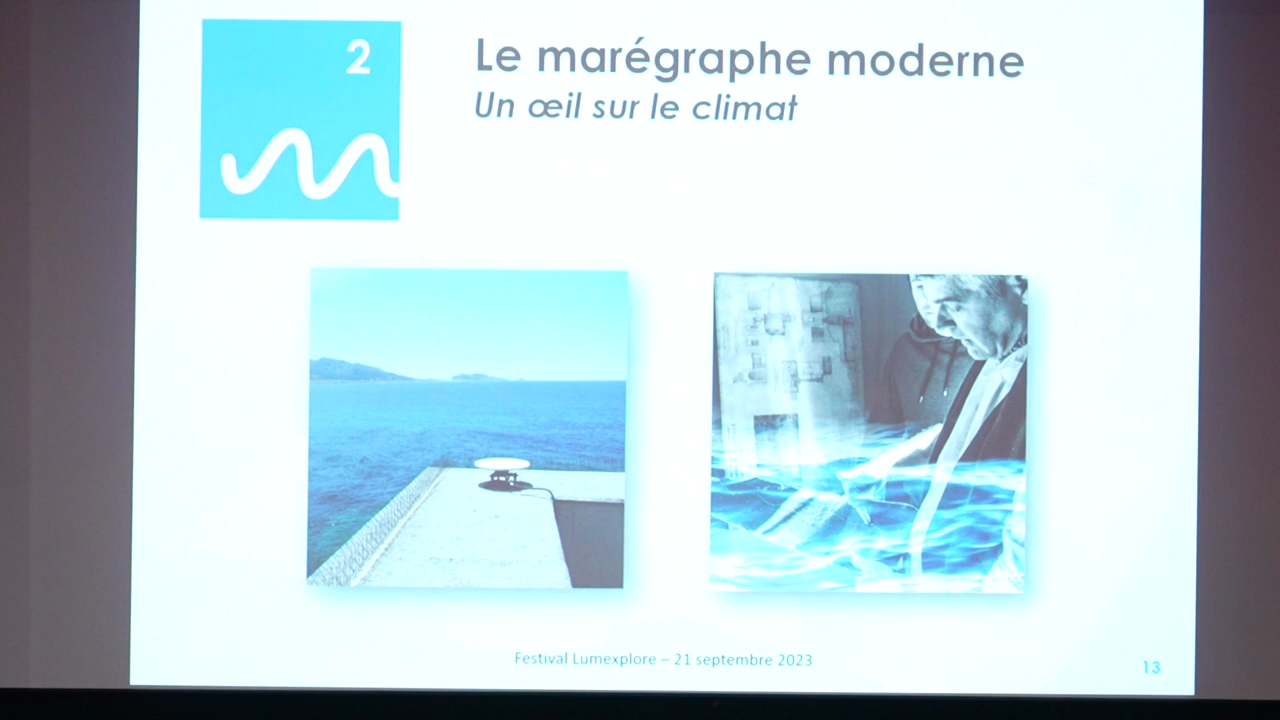 2
Le marégraphe moderne
Un œil sur le climat
Festival Lumexplore – 21 septembre 2023
13